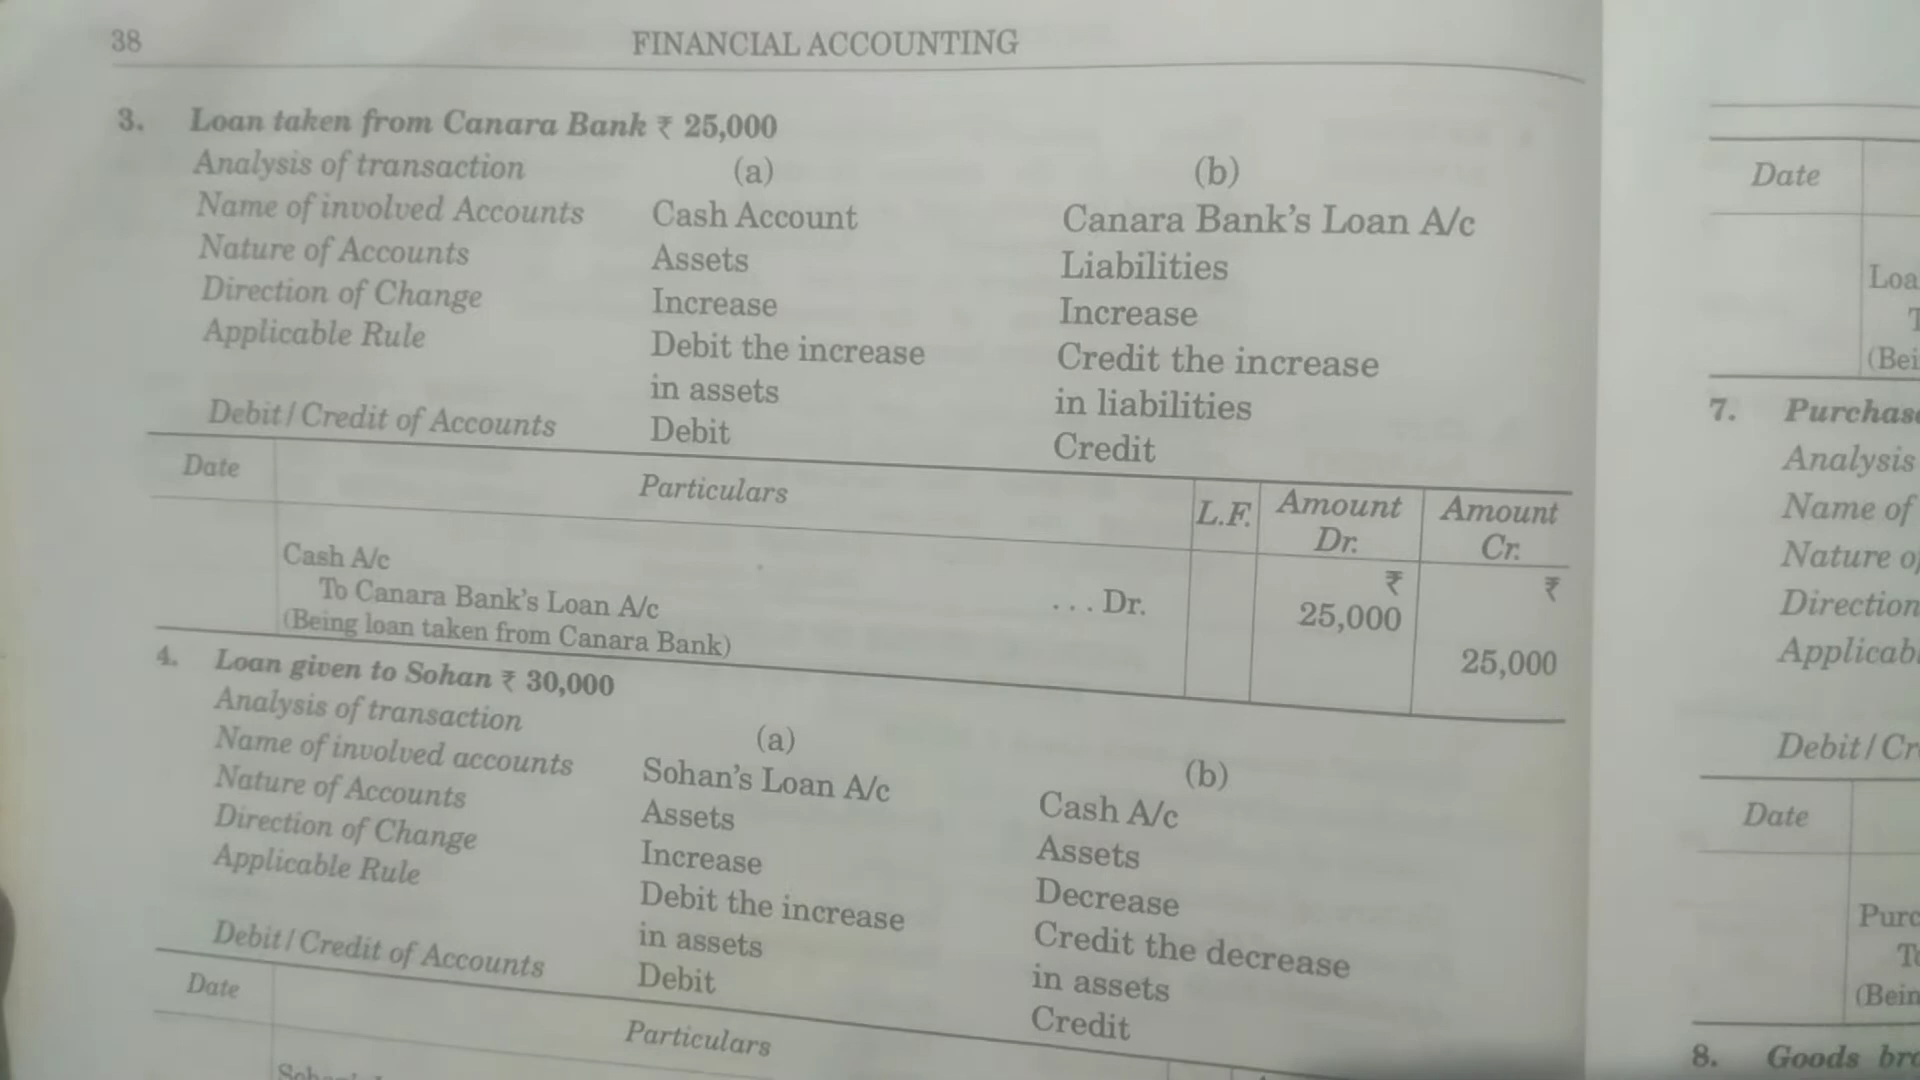 38
FINANCIAL ACCOUNTING
3. Loan taken from Canara Bank ₹ 25,000
Analysis of transaction (a) (b)
Name of involved Accounts Cash Account Canara Bank's Loan A/c
Nature of Accounts Assets Liabilities
Direction of Change Increase Increase
Applicable Rule Debit the increase Credit the increase
in assets in liabilities
Debit/Credit of Accounts Debit Credit
Date Particulars L.F. Amount Amount
Dr. Cr.
₹ ₹
Cash A/c ... Dr. 25,000
To Canara Bank's Loan A/c 25,000
(Being loan taken from Canara Bank)
4. Loan given to Sohan ₹ 30,000
Analysis of transaction (a) (b)
Name of involved accounts Sohan's Loan A/c Cash A/c
Nature of Accounts Assets Assets
Direction of Change Increase Decrease
Applicable Rule Debit the increase Credit the decrease
in assets in assets
Debit/Credit of Accounts Debit Credit
Date Particulars
Date
7.
Analysis
Name of
Nature
Direction
Date
8. Goods